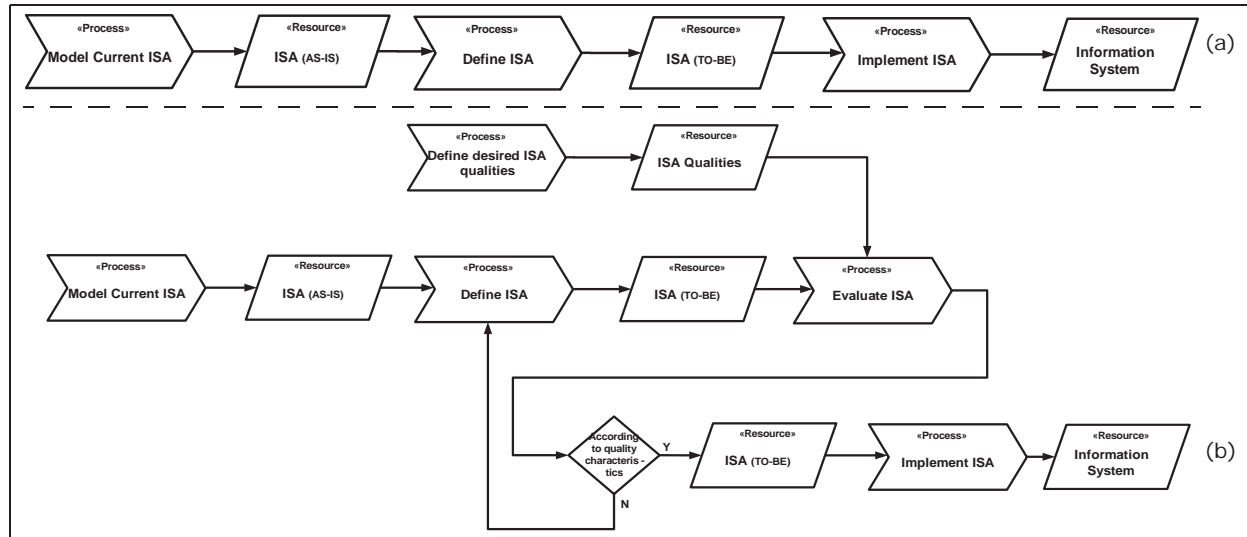 «Process»
Model Current ISA
«Resource»
ISA (AS-IS)
«Process»
Define ISA
«Resource»
ISA (TO-BE)
«Process»
Implement ISA
«Resource»
Information
System
(a)
«Process»
Define desired ISA
qualities
«Resource»
ISA Qualities
«Process»
Model Current ISA
«Resource»
ISA (AS-IS)
«Process»
Define ISA
«Resource»
ISA (TO-BE)
«Process»
Evaluate ISA
According
to quality
characteris -
tics
Y
N
«Resource»
ISA (TO-BE)
«Process»
Implement ISA
«Resource»
Information
System
(b)